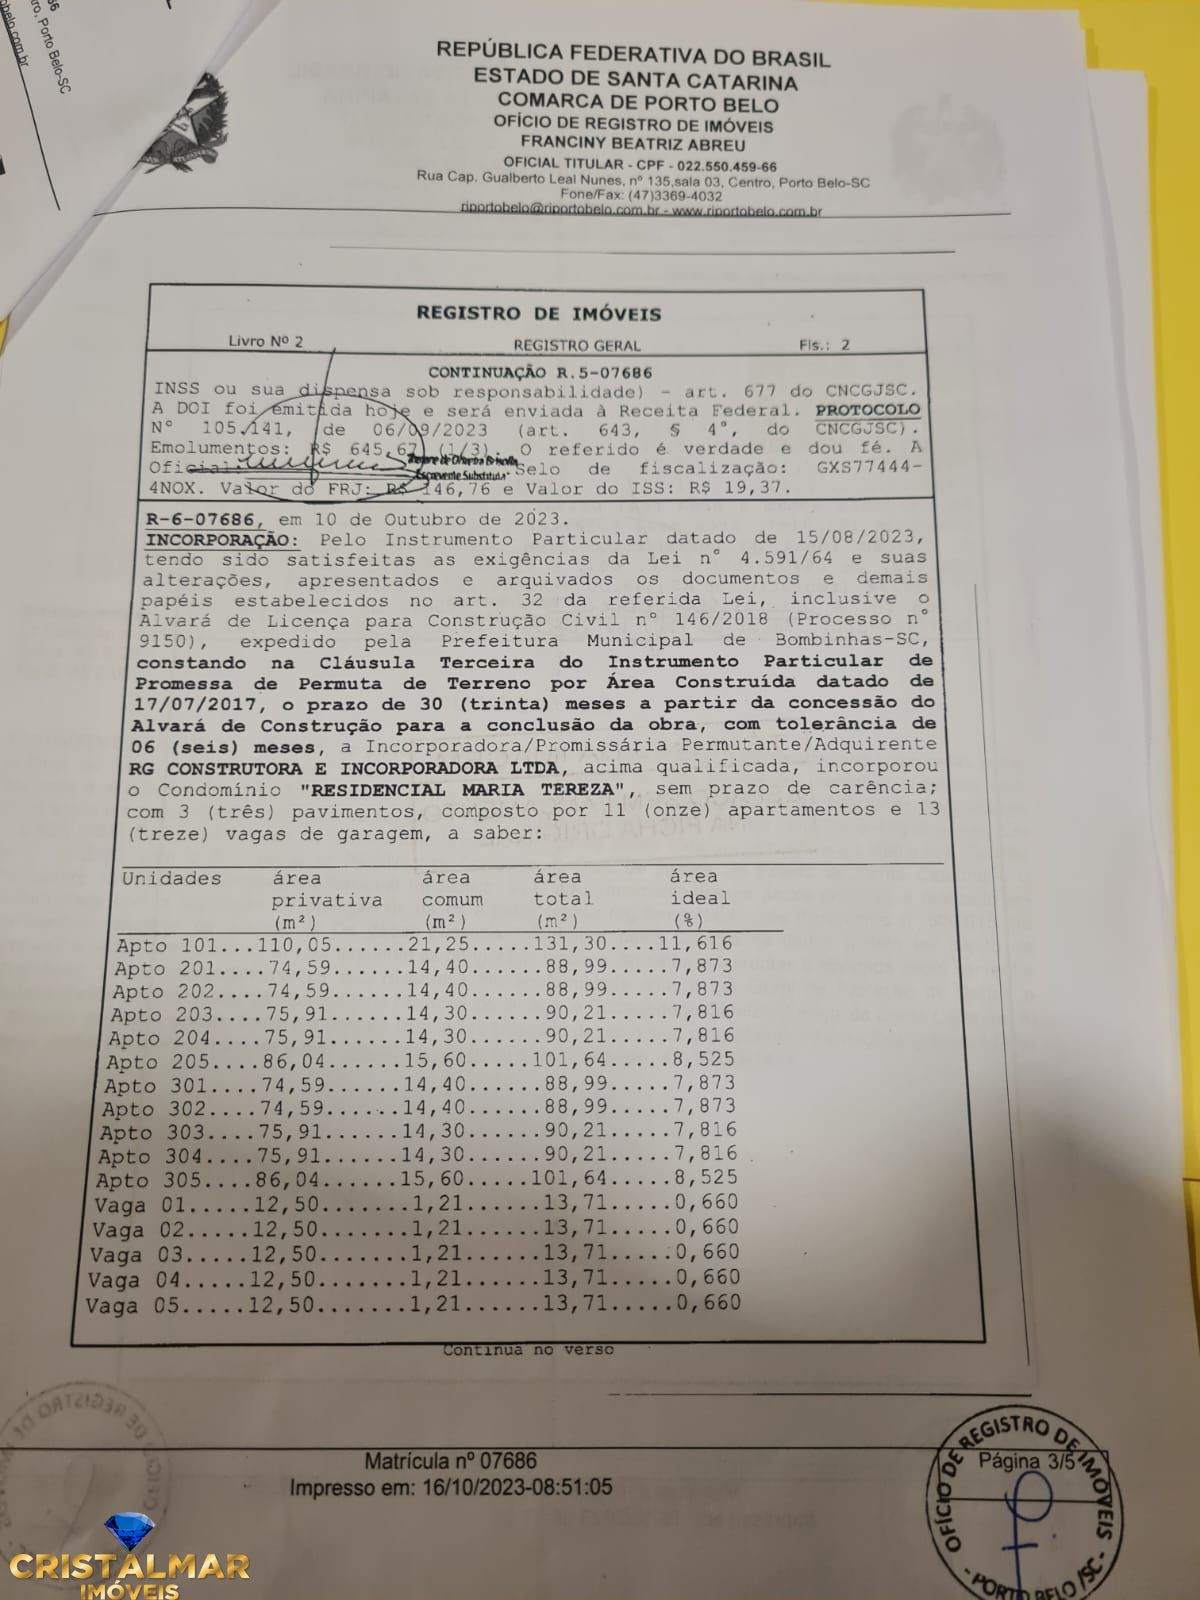 66
tro, Porto Belo-SC
obelo.com.br
REPÚBLICA FEDERATIVA DO BRASIL
ESTADO DE SANTA CATARINA
COMARCA DE PORTO BELO
OFÍCIO DE REGISTRO DE IMÓVEIS
FRANCINY BEATRIZ ABREU
OFICIAL TITULAR - CPF - 022.550.459-66
Rua Cap. Gualberto Leal Nunes, nº 135,sala 03, Centro, Porto Belo-SC
Fone/Fax: (47)3369-4032
riportobelo@riportobelo.com.br - www.riportobelo.com.br
REGISTRO DE IMÓVEIS
Livro Nº 2 REGISTRO GERAL Fls.: 2
CONTINUAÇÃO R.5-07686
INSS ou sua dispensa sob responsabilidade) - art. 677 do CNCGJSC.
A DOI foi emitida hoje e será enviada à Receita Federal. PROTOCOLO
Nº 105.141, de 06/09/2023 (art. 643, § 4°, do CNCGJSC).
Emolumentos: R$ 645,67 (1/3). O referido é verdade e dou fé. A
Oficial: de Oliveira Selo de fiscalização: GXS77444-
Escrevente Substituta
4NOX. Valor do FRJ: R$ 146,76 e Valor do ISS: R$ 19,37.
R-6-07686, em 10 de Outubro de 2023.
INCORPORAÇÃO: Pelo Instrumento Particular datado de 15/08/2023,
tendo sido satisfeitas as exigências da Lei n° 4.591/64 e suas
alterações, apresentados e arquivados os documentos e demais
papéis estabelecidos no art. 32 da referida Lei, inclusive o
Alvará de Licença para Construção Civil n° 146/2018 (Processo n°
9150), expedido pela Prefeitura Municipal de Bombinhas-SC,
constando na Cláusula Terceira do Instrumento Particular de
Promessa de Permuta de Terreno por Área Construída datado de
17/07/2017, o prazo de 30 (trinta) meses a partir da concessão do
Alvará de Construção para a conclusão da obra, com tolerância de
06 (seis) meses, a Incorporadora/Promissária Permutante/Adquirente
RG CONSTRUTORA E INCORPORADORA LTDA, acima qualificada, incorporou
o Condomínio "RESIDENCIAL MARIA TEREZA", sem prazo de carência;
com 3 (três) pavimentos, composto por 11 (onze) apartamentos e 13
(treze) vagas de garagem, a saber:
Unidades área área área área
privativa comum total ideal
(m²) (m²) (m²) (%)
Apto 101...110,05......21,25.....131,30....11,616
Apto 201....74,59......14,40......88,99.....7,873
Apto 202....74,59......14,40......88,99.....7,873
Apto 203....75,91......14,30......90,21.....7,816
Apto 204....75,91......14,30......90,21.....7,816
Apto 205....86,04......15,60.....101,64.....8,525
Apto 301....74,59......14,40......88,99.....7,873
Apto 302....74,59......14,40......88,99.....7,873
Apto 303....75,91......14,30......90,21.....7,816
Apto 304....75,91......14,30......90,21.....7,816
Apto 305....86,04......15,60.....101,64.....8,525
Vaga 01.....12,50.......1,21......13,71.....0,660
Vaga 02.....12,50.......1,21......13,71.....0,660
Vaga 03.....12,50.......1,21......13,71.....0,660
Vaga 04.....12,50.......1,21......13,71.....0,660
Vaga 05.....12,50.......1,21......13,71.....0,660
Continua no verso
Matrícula nº 07686
Impresso em: 16/10/2023-08:51:05
Página 3/5
OFÍCIO DE REGISTRO DE IMÓVEIS
- PORTO BELO/SC -
CRISTALMAR
IMÓVEIS